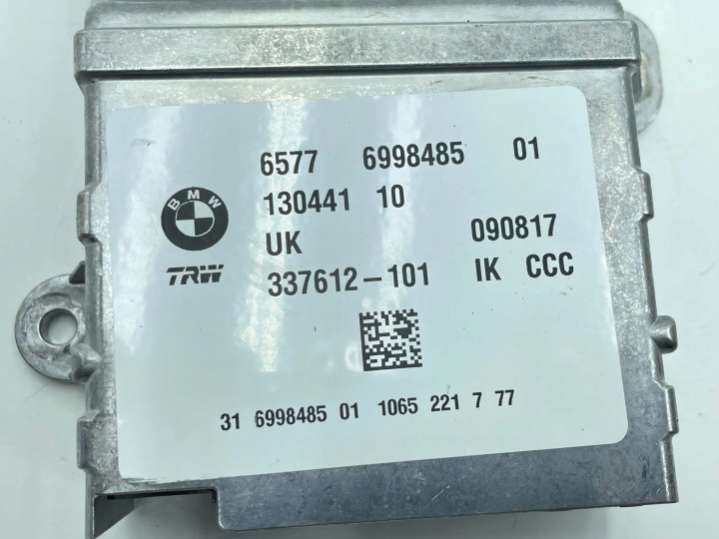 6577 6998485 01
BMW
130441 10
UK 090817
TRW 337612-101 IK CCC
31 6998485 01 1065 221 7 77